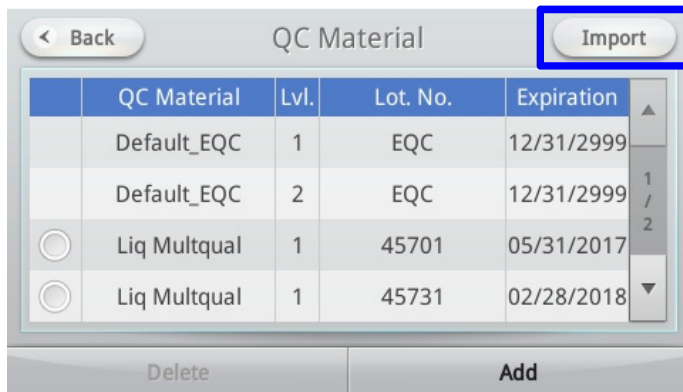 Back QC Material Import
QC Material Lvl. Lot. No. Expiration
Default_EQC 1 EQC 12/31/2999
Default_EQC 2 EQC 12/31/2999
Liq Multqual 1 45701 05/31/2017
Liq Multqual 1 45731 02/28/2018
1
/
2
Delete Add